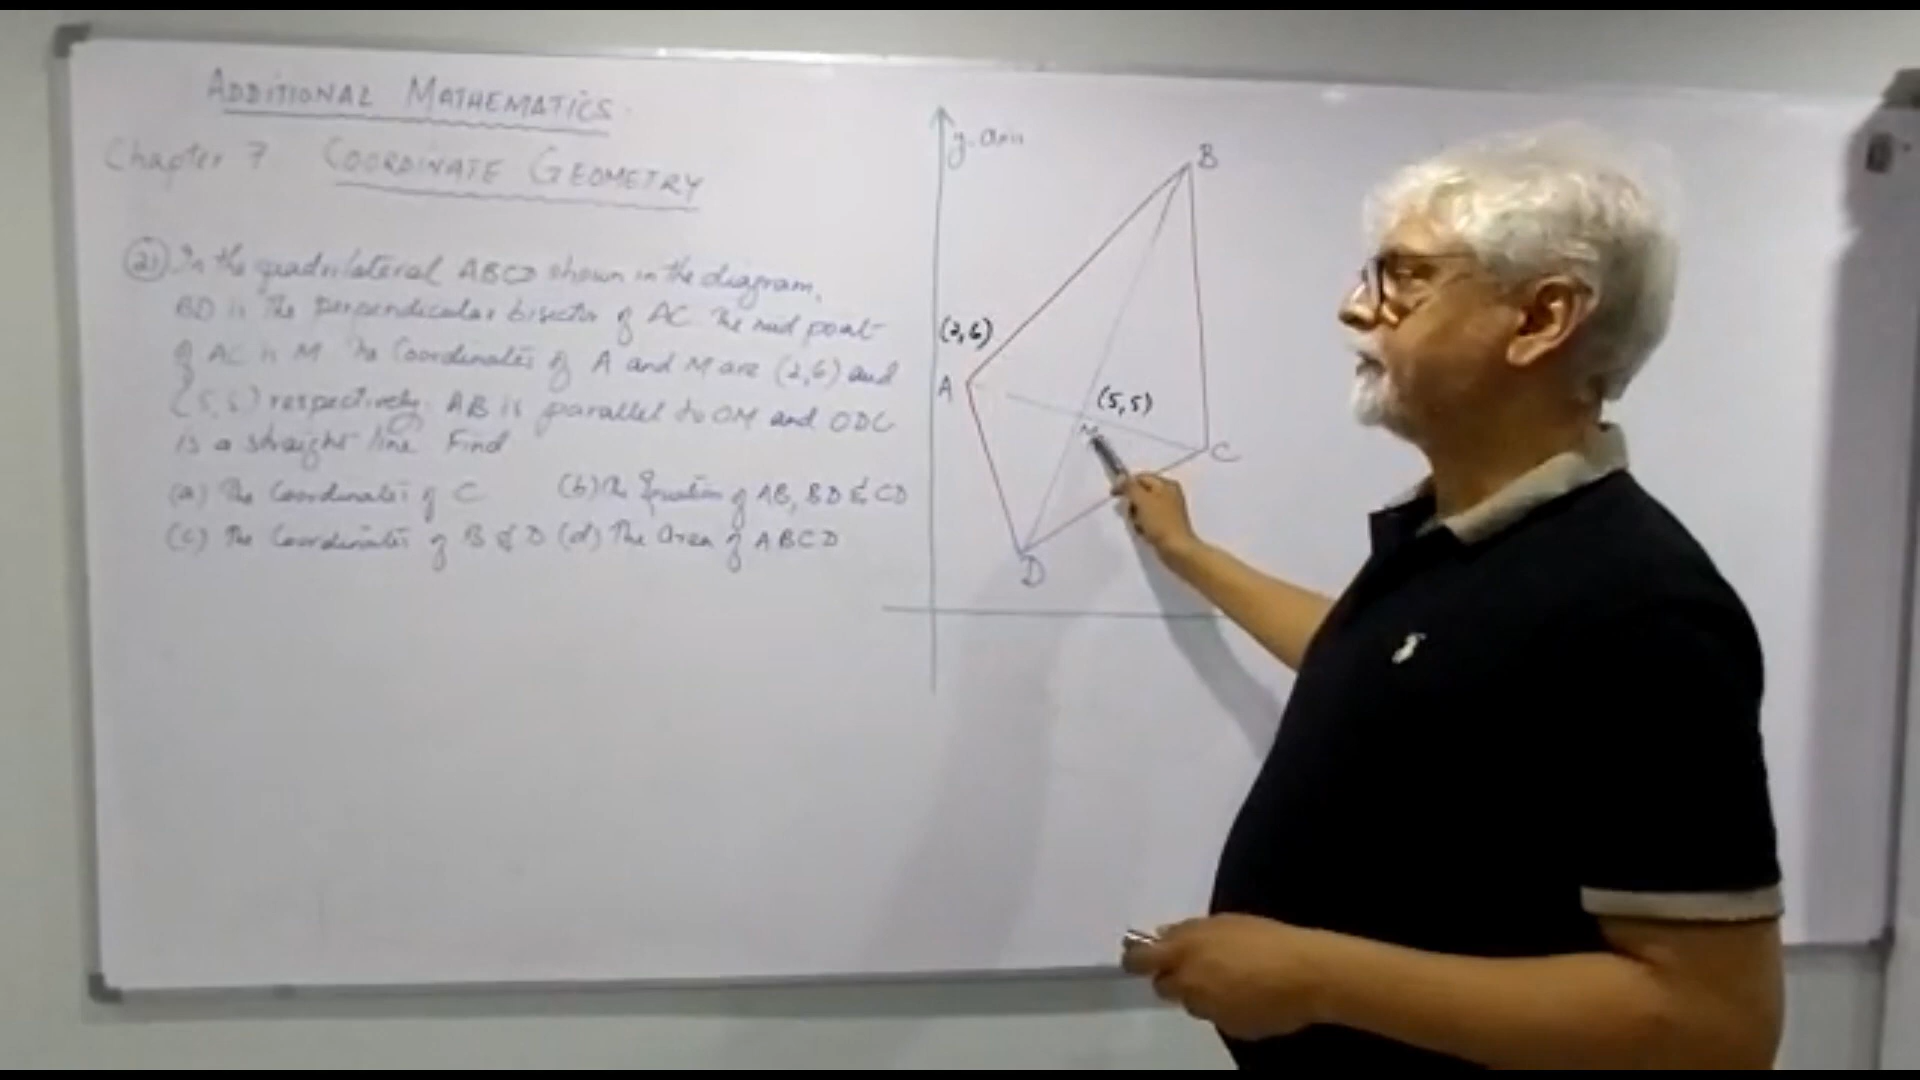 ADDITIONAL MATHEMATICS
Chapter 7 COORDINATE GEOMETRY
21) In the quadrilateral ABCD shown in the diagram,
BD is the perpendicular bisector of AC. The mid point
of AC is M. The Coordinates of A and M are (2,6) and
(5,5) respectively. AB is parallel to OM and ODC
is a straight line. Find
(a) The Coordinates of C (b) The Equation of AB, BD & CD
(c) The Coordinates of B & D (d) The Area of ABCD
y-axis
B
(2,6)
A
(5,5)
M
C
D